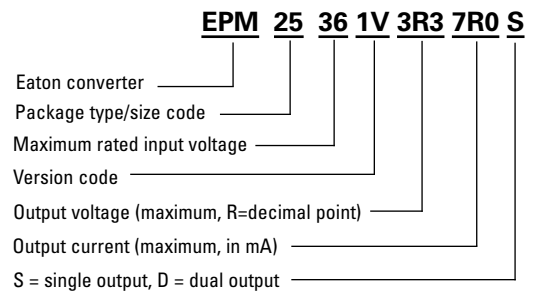 EPM 25 36 1V 3R3 7R0 S
Eaton converter
Package type/size code
Maximum rated input voltage
Version code
Output voltage (maximum, R=decimal point)
Output current (maximum, in mA)
S = single output, D = dual output